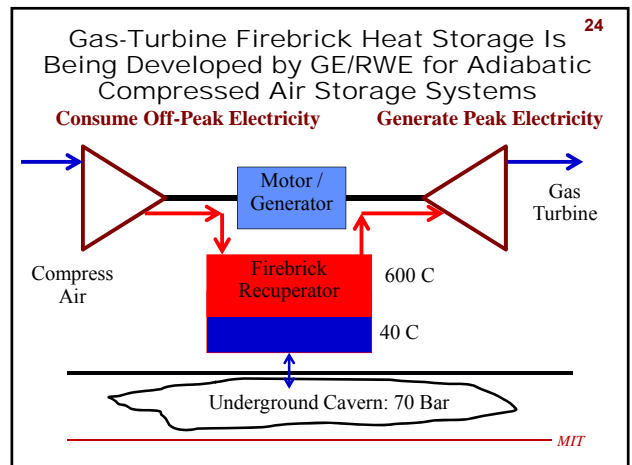 24
Gas-Turbine Firebrick Heat Storage Is
Being Developed by GE/RWE for Adiabatic
Compressed Air Storage Systems
Consume Off-Peak Electricity
Generate Peak Electricity
Motor /
Generator
Gas
Turbine
Compress
Air
Firebrick
Recuperator
600 C
40 C
Underground Cavern: 70 Bar
MIT